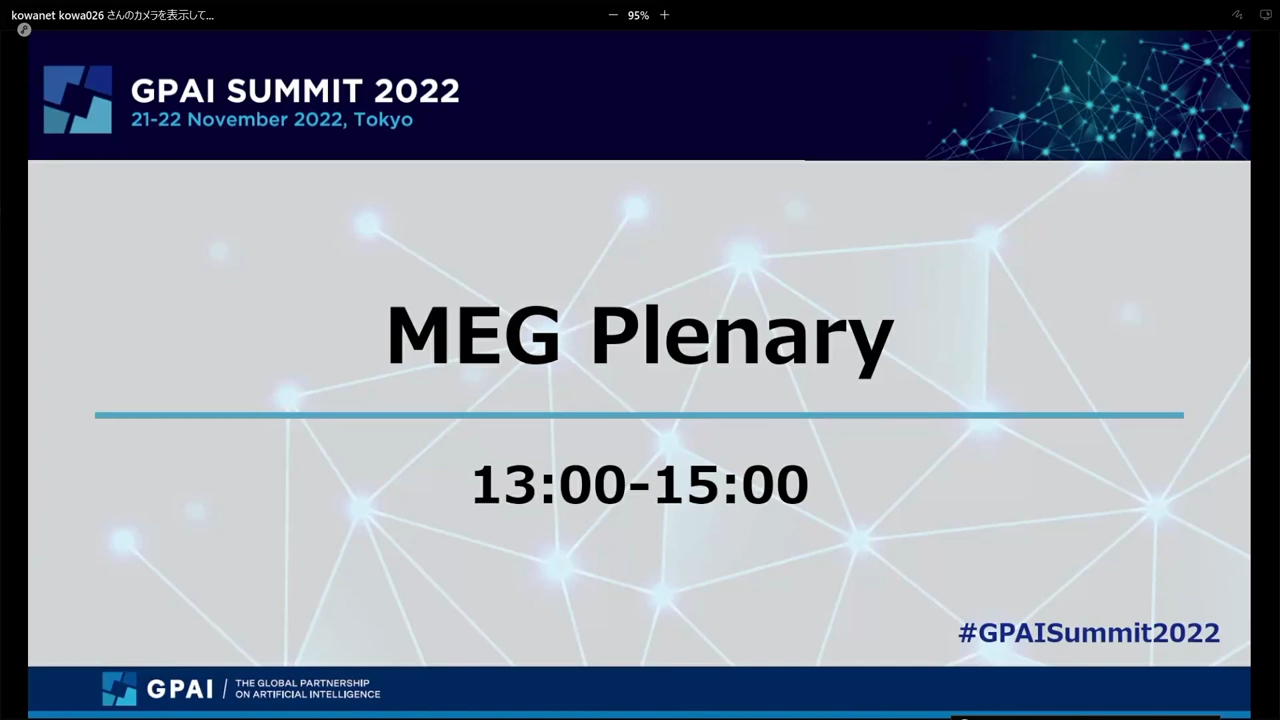 kowanet kowa026 さんのカメラを表示して...
95%
GPAI SUMMIT 2022
21-22 November 2022, Tokyo
MEG Plenary
13:00-15:00
#GPAISummit2022
GPAI / THE GLOBAL PARTNERSHIP
ON ARTIFICIAL INTELLIGENCE